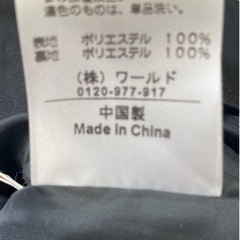 濃色のものは、単品洗い。
表地 ポリエステル 100%
裏地 ポリエステル 100%
(株) ワールド
0120-977-917
中国製
Made in China